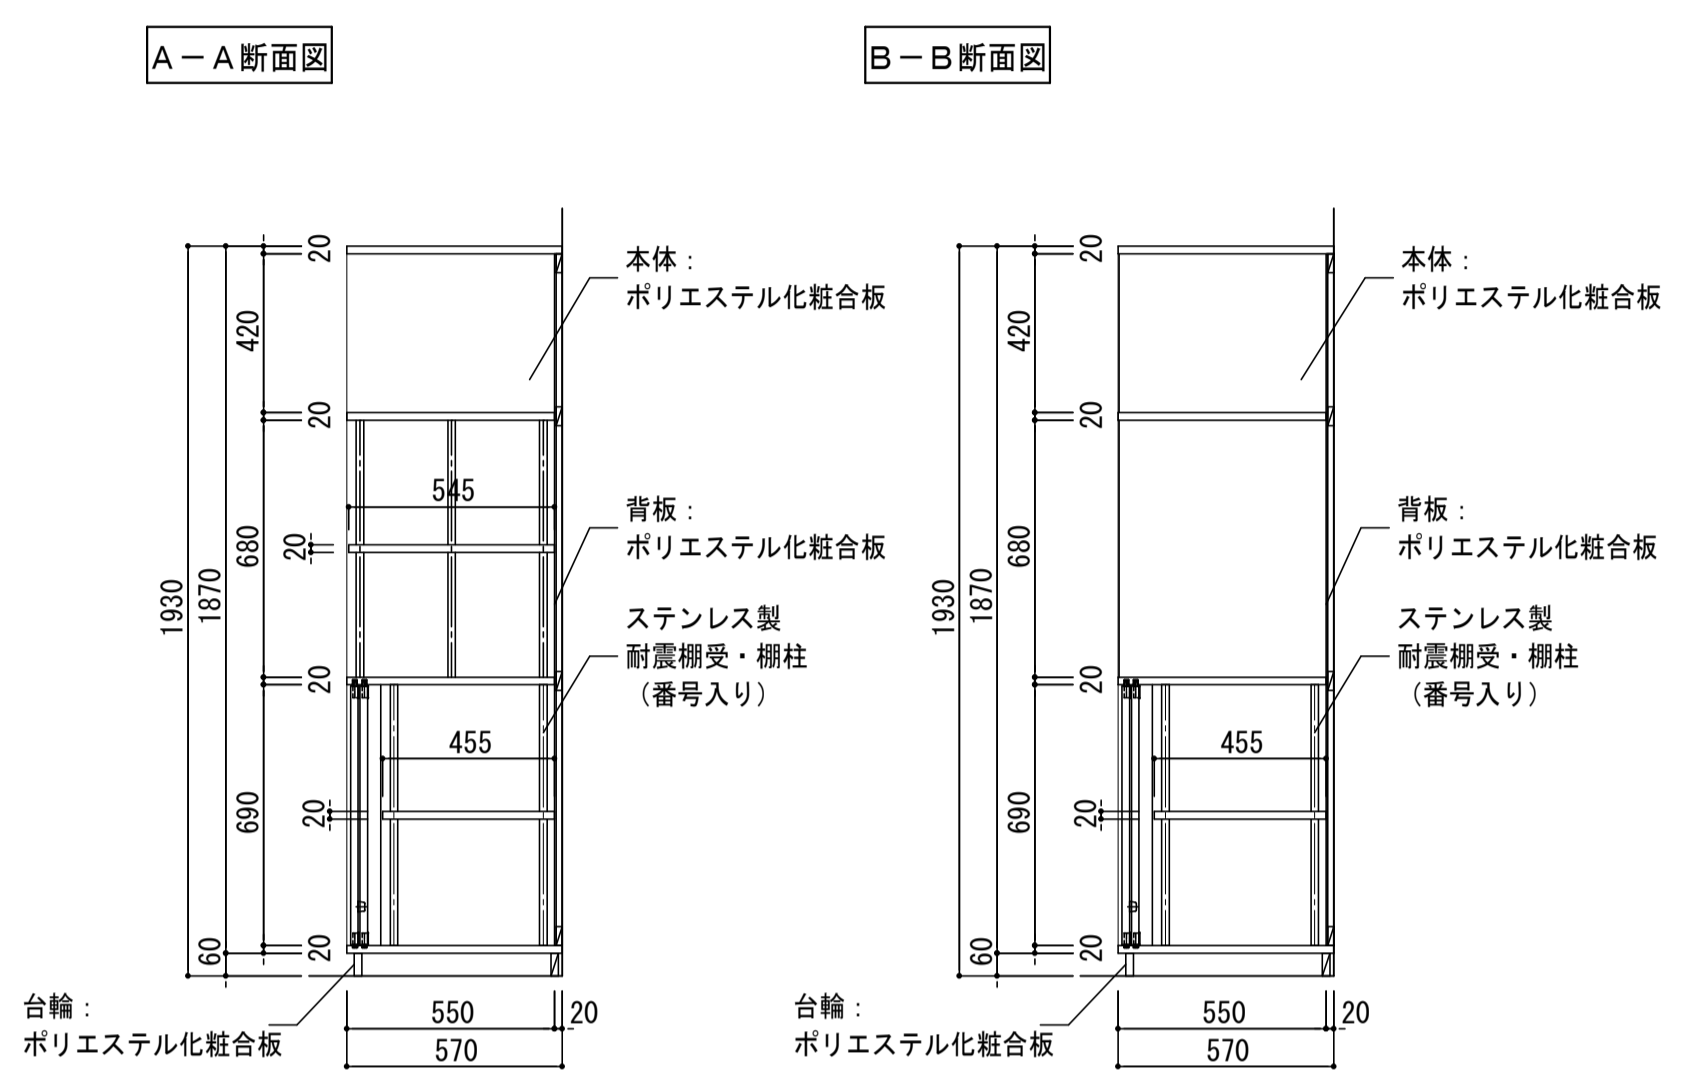 A－A断面図
20
本体：
ポリエステル化粧合板
420
20
545
背板：
ポリエステル化粧合板
680
20
1930
1870
ステンレス製
耐震棚受・棚柱
（番号入り）
20
455
690
20
60
20
台輪：
ポリエステル化粧合板
550
20
570
B－B断面図
20
本体：
ポリエステル化粧合板
420
20
背板：
ポリエステル化粧合板
680
1930
1870
ステンレス製
耐震棚受・棚柱
（番号入り）
20
455
690
20
60
20
台輪：
ポリエステル化粧合板
550
20
570